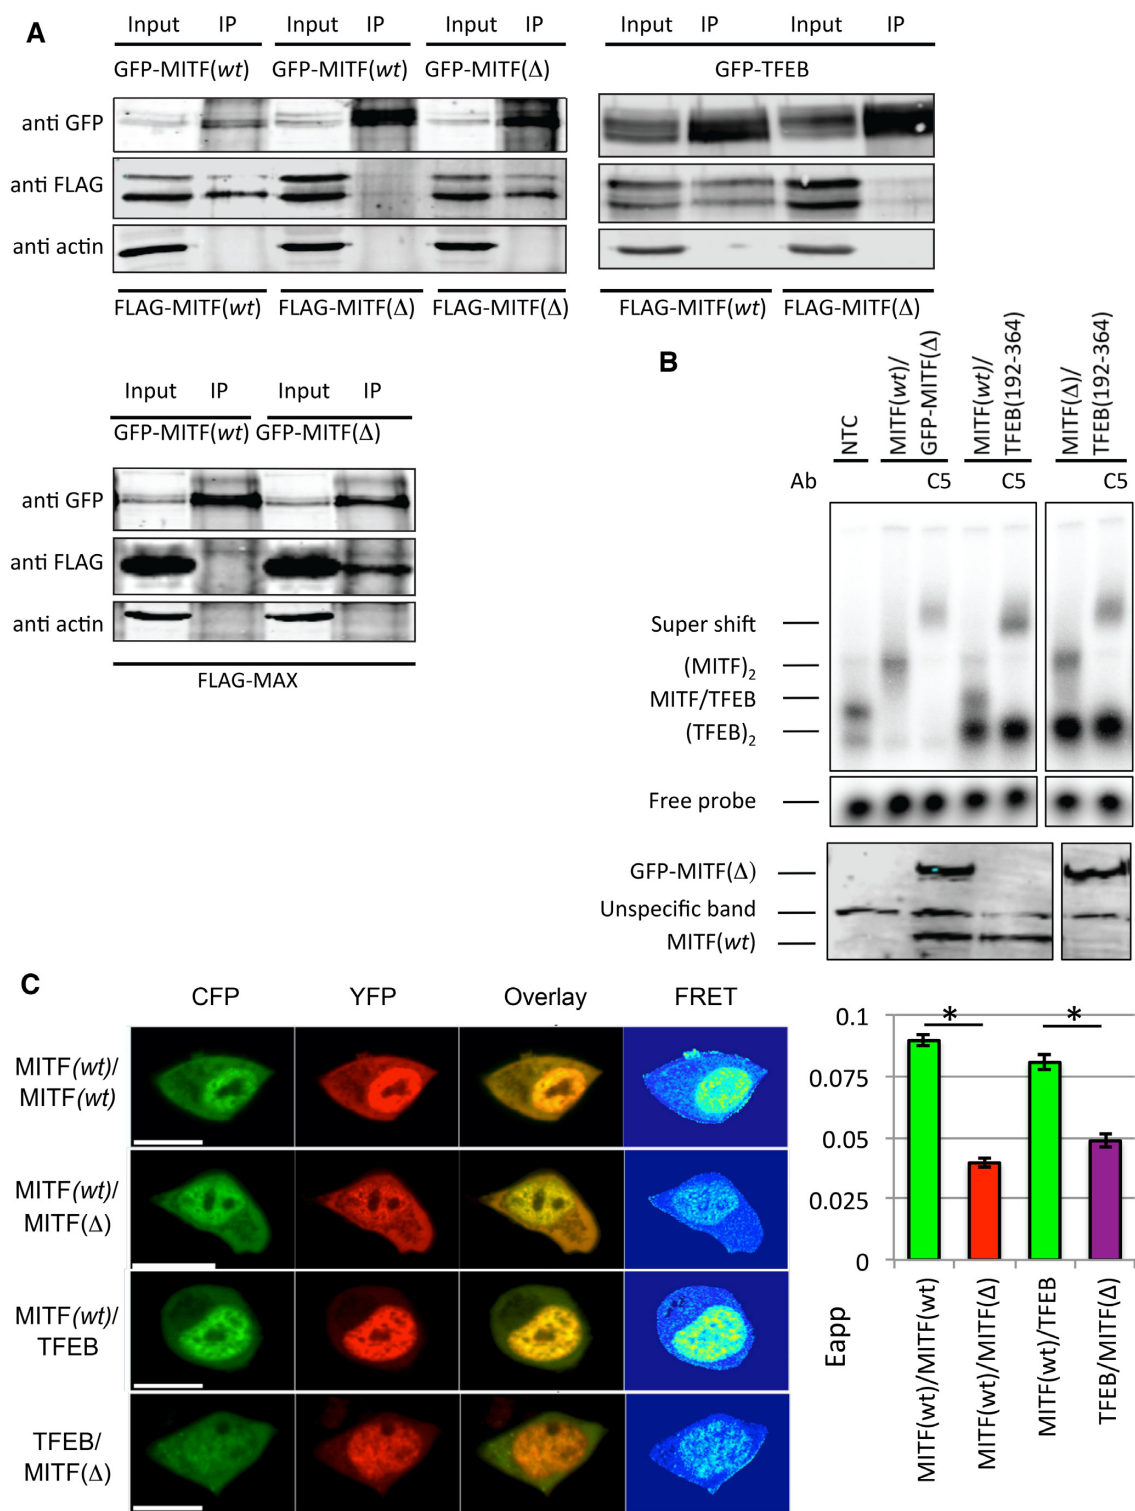 A
Input IP Input IP Input IP Input IP Input IP
GFP-MITF(wt) GFP-MITF(wt) GFP-MITF(Δ) GFP-TFEB
anti GFP
anti FLAG
anti actin
FLAG-MITF(wt) FLAG-MITF(Δ) FLAG-MITF(Δ) FLAG-MITF(wt) FLAG-MITF(Δ)
Input IP Input IP
GFP-MITF(wt) GFP-MITF(Δ)
anti GFP
anti FLAG
anti actin
FLAG-MAX
B
NTC
MITF(wt)/
GFP-MITF(Δ)
MITF(wt)/
TFEB(192-364)
MITF(Δ)/
TFEB(192-364)
Ab C5 C5 C5
Super shift
(MITF)2
MITF/TFEB
(TFEB)2
Free probe
GFP-MITF(Δ)
Unspecific band
MITF(wt)
C
CFP YFP Overlay FRET
MITF(wt)/
MITF(wt)
MITF(wt)/
MITF(Δ)
MITF(wt)/
TFEB
TFEB/
MITF(Δ)
0.1
0.075
0.05
0.025
0
* *
Eapp
MITF(wt)/MITF(wt)
MITF(wt)/MITF(Δ)
MITF(wt)/TFEB
TFEB/MITF(Δ)